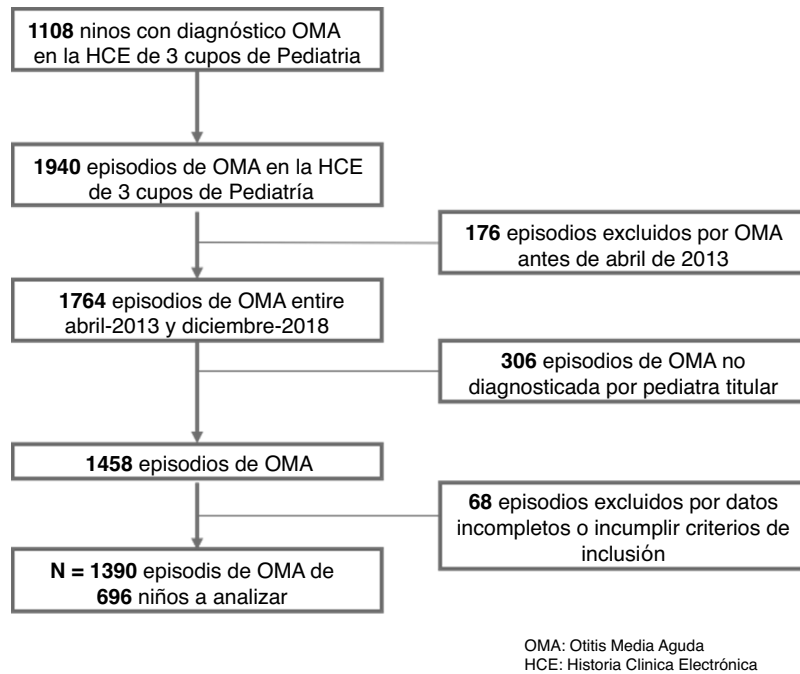 1108 ninos con diagnóstico OMA
en la HCE de 3 cupos de Pediatria
1940 episodios de OMA en la HCE
de 3 cupos de Pediatría
176 episodios excluidos por OMA
antes de abril de 2013
1764 episodios de OMA entire
abril-2013 y diciembre-2018
306 episodios de OMA no
diagnosticada por pediatra titular
1458 episodios de OMA
68 episodios excluidos por datos
incompletos o incumplir criterios de
inclusión
N = 1390 episodis de OMA de
696 niños a analizar
OMA: Otitis Media Aguda
HCE: Historia Clinica Electrónica